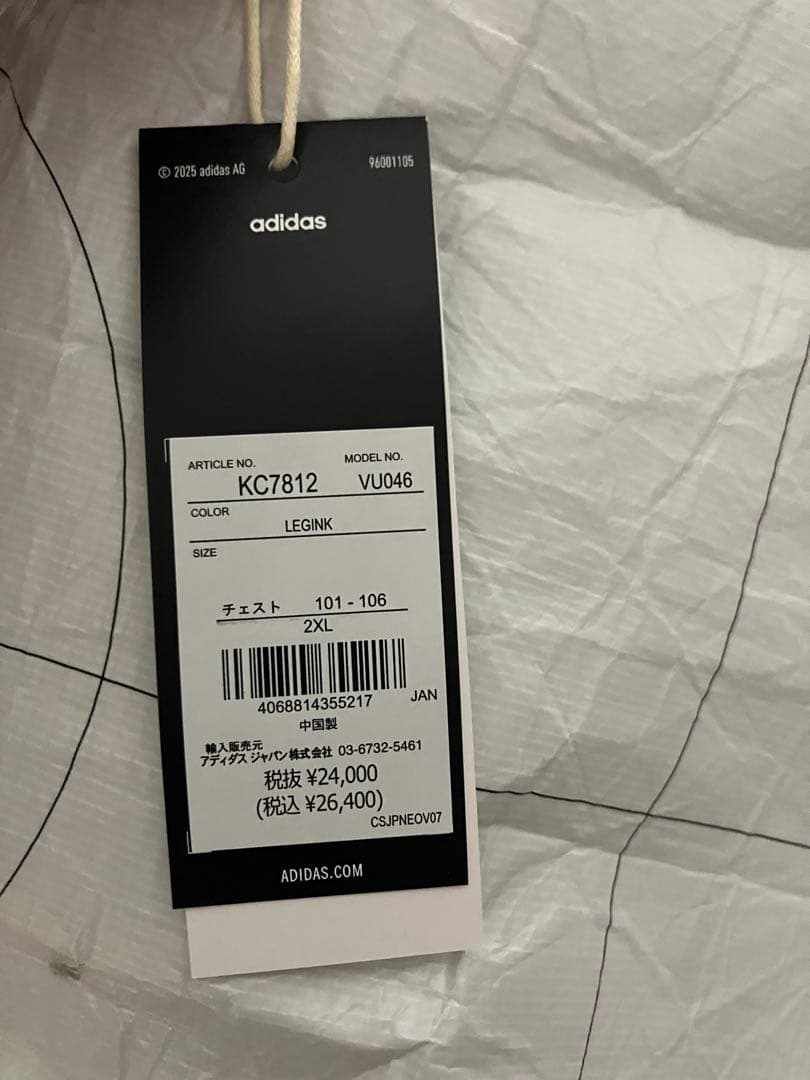 © 2025 adidas AG 96001105
adidas
ARTICLE NO. MODEL NO.
KC7812 VU046
COLOR
LEGINK
SIZE
チェスト 101 - 106
2XL
4068814355217 JAN
中国製
輸入販売元
アディダス ジャパン株式会社 03-6732-5461
税抜 ¥24,000
(税込 ¥26,400)
CSJPNEOV07
ADIDAS.COM